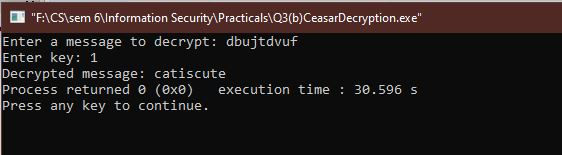 "F:\CS\sem 6\Information Security\Practicals\Q3(b)CeasarDecryption.exe"
Enter a message to decrypt: dbujtdvuf
Enter key: 1
Decrypted message: catiscute
Process returned 0 (0x0)   execution time : 30.596 s
Press any key to continue.